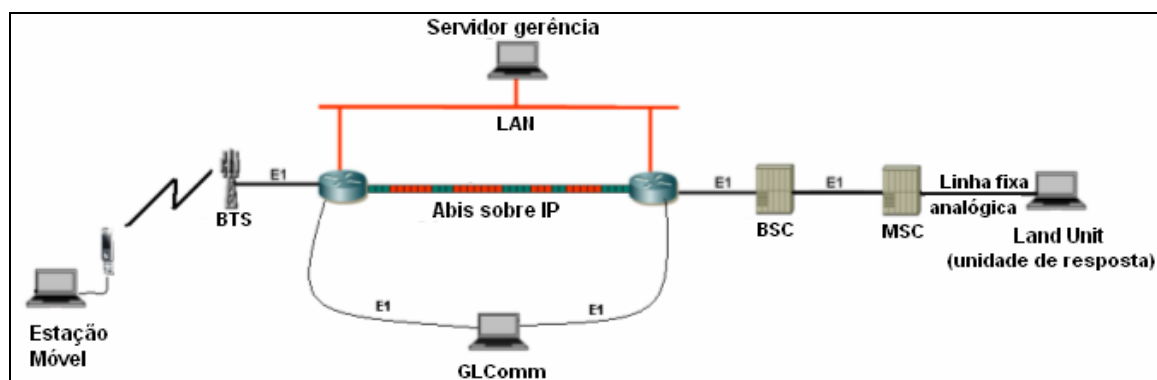 Servidor gerência
LAN
E1
BTS
Abis sobre IP
E1
BSC
E1
MSC
Linha fixa
analógica
Land Unit
(unidade de resposta)
E1
E1
GLComm
Estação
Móvel